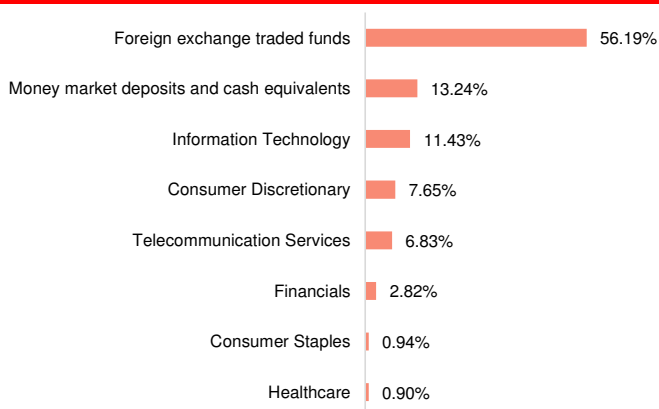 Foreign exchange traded funds 56.19%
Money market deposits and cash equivalents 13.24%
Information Technology 11.43%
Consumer Discretionary 7.65%
Telecommunication Services 6.83%
Financials 2.82%
Consumer Staples 0.94%
Healthcare 0.90%